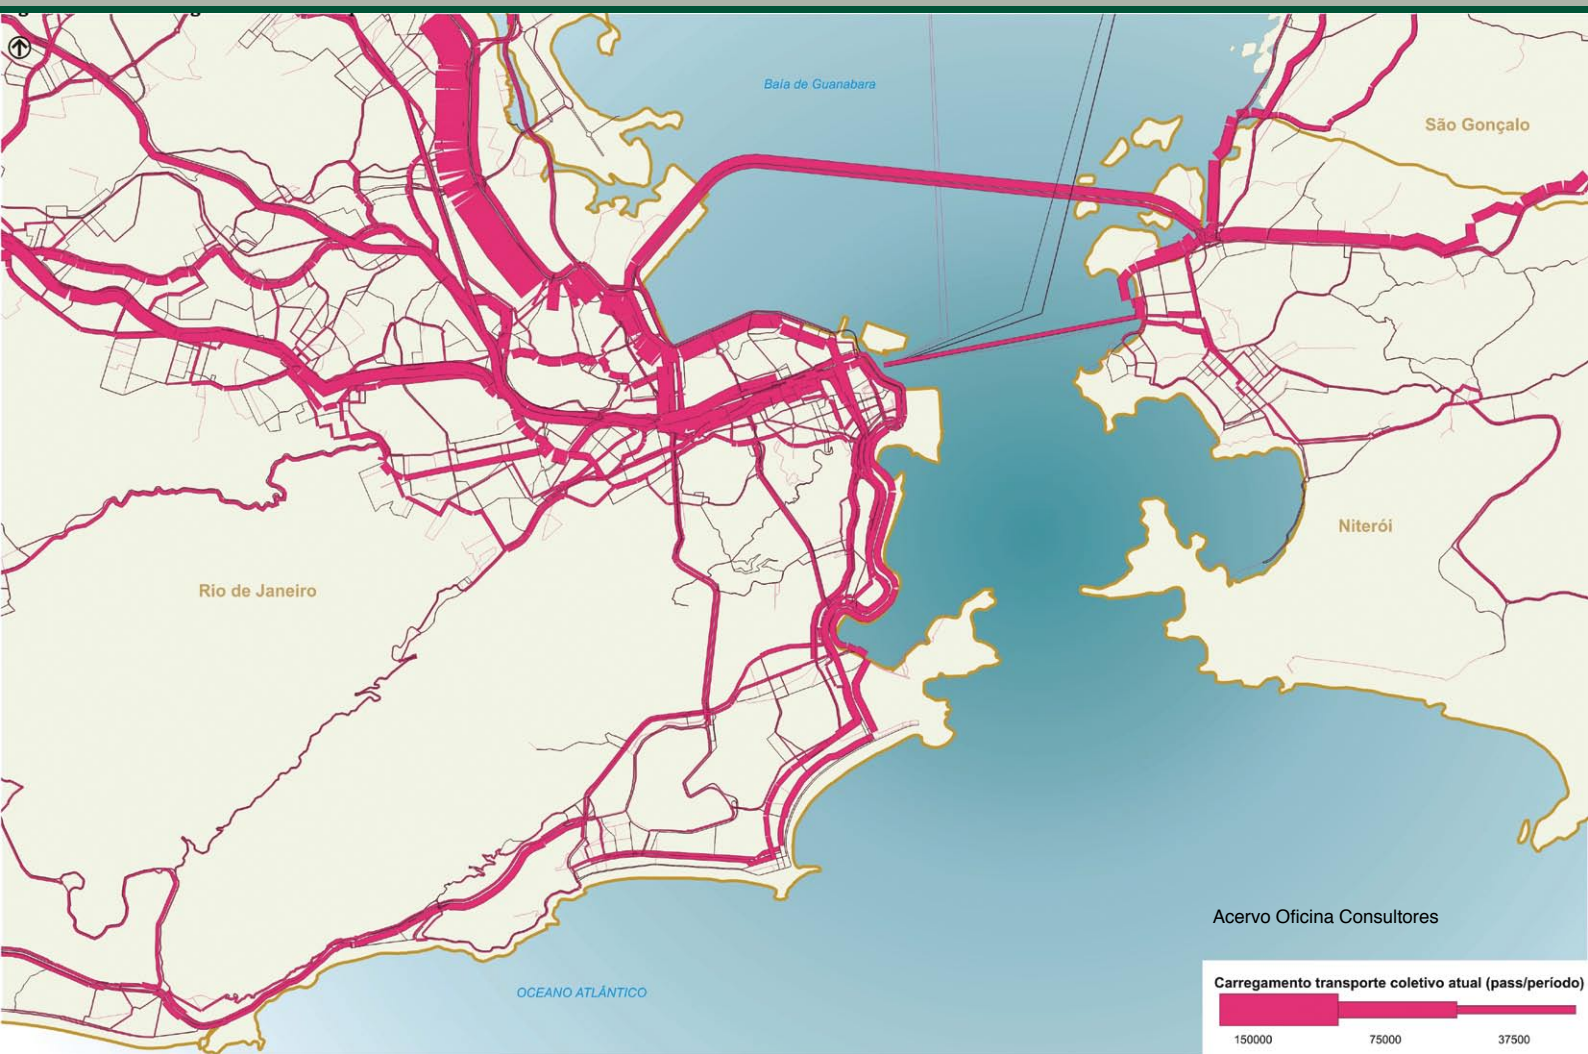 Baía de Guanabara
São Gonçalo
Niterói
Rio de Janeiro
Acervo Oficina Consultores
OCEANO ATLÂNTICO
Carregamento transporte coletivo atual (pass/período)
150000 75000 37500